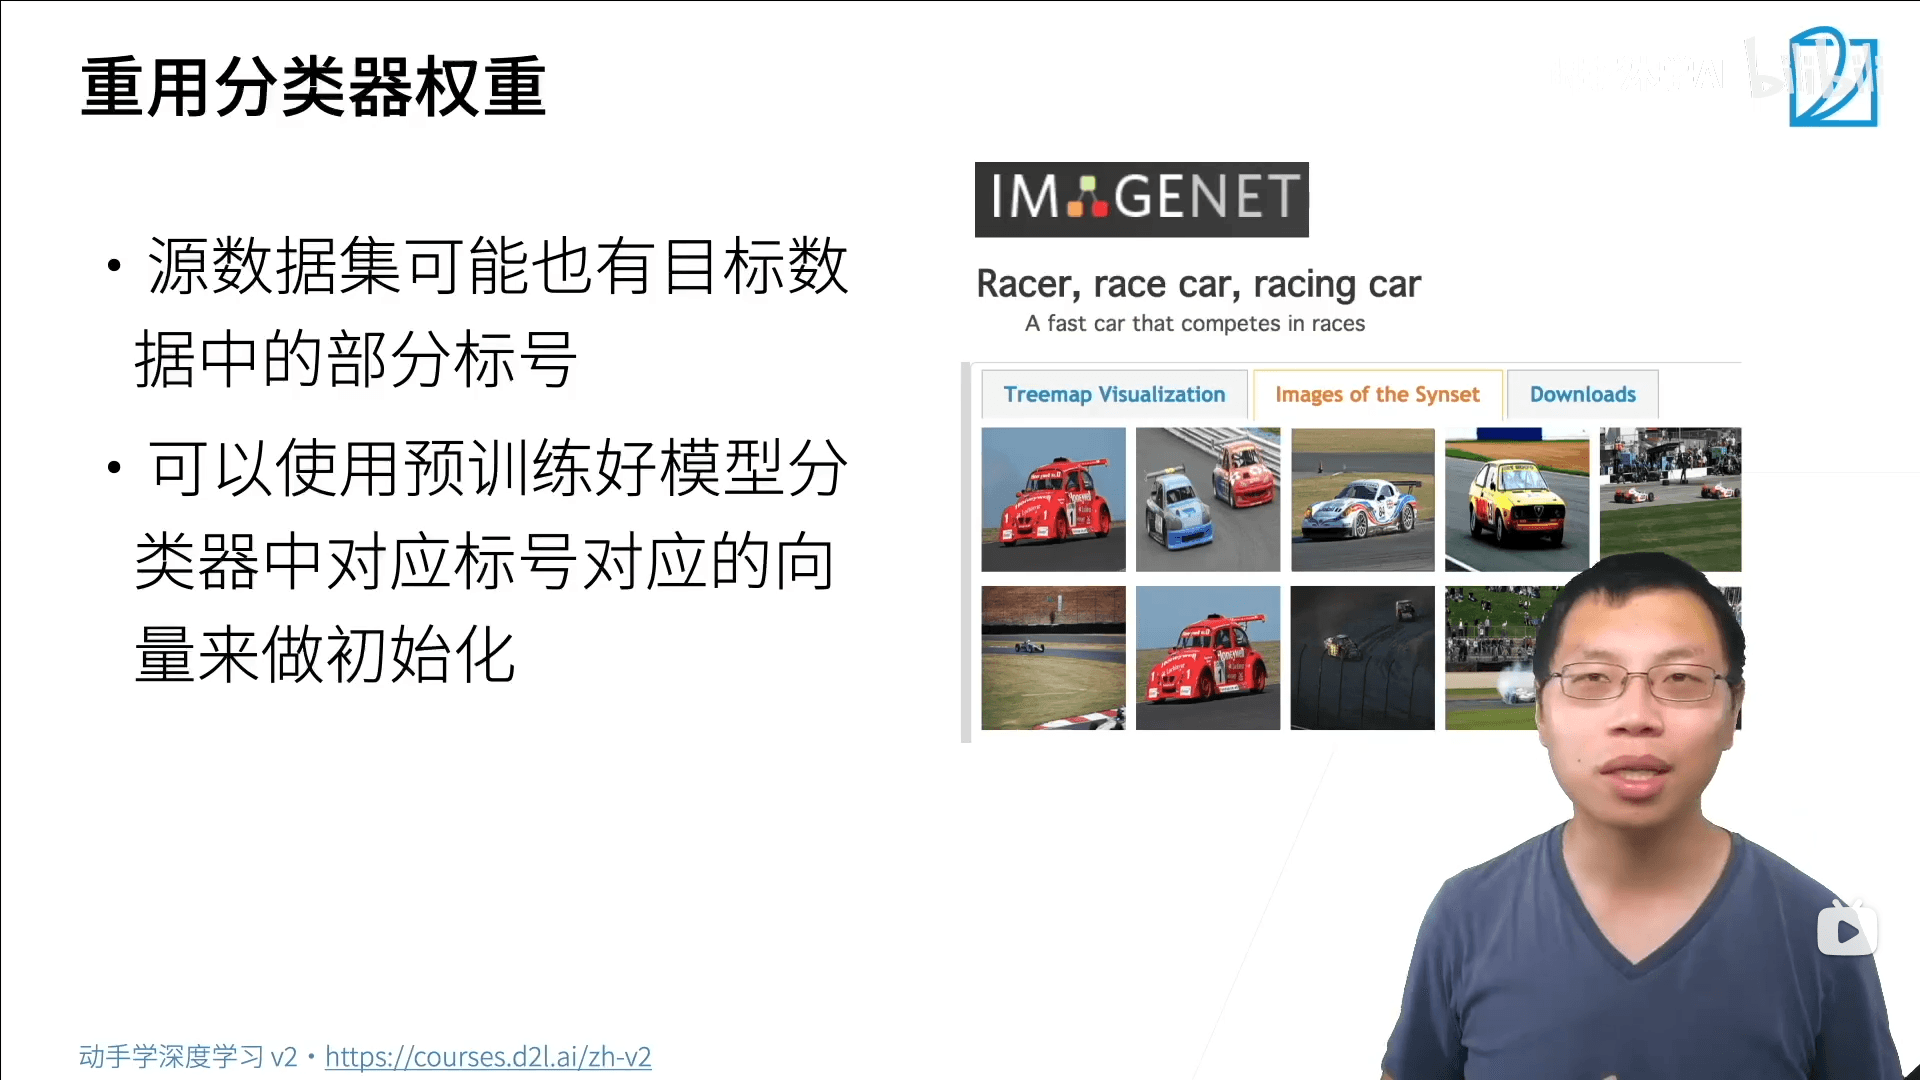 重用分类器权重
bilibili
IMAGENET
• 源数据集可能也有目标数
据中的部分标号
Racer, race car, racing car
A fast car that competes in races
Treemap Visualization
Images of the Synset
Downloads
• 可以使用预训练好模型分
类器中对应标号对应的向
量来做初始化
动手学深度学习 v2 • https://courses.d2l.ai/zh-v2